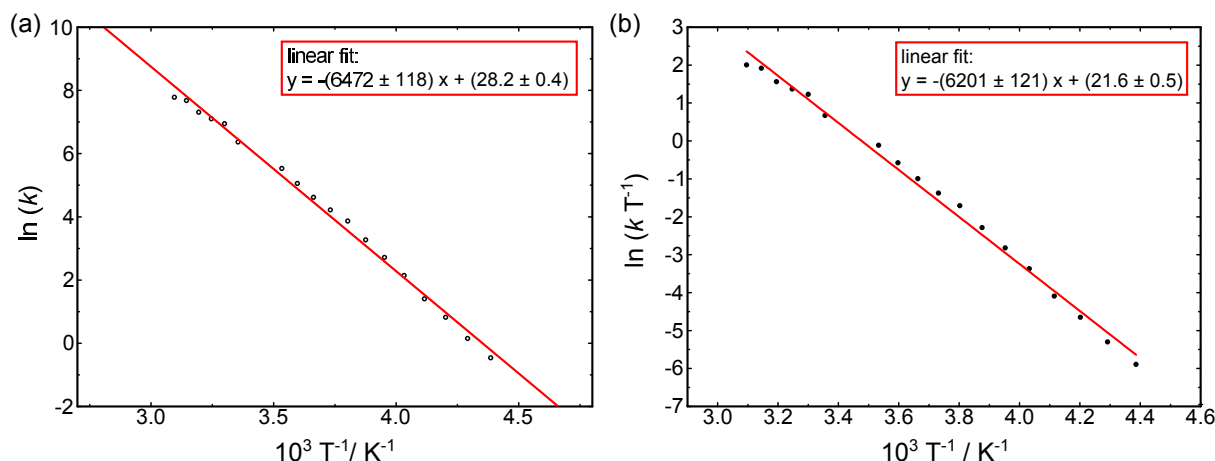 (a)
ln (k)
10
8
6
4
2
0
-2
linear fit:
y = -(6472 ± 118) x + (28.2 ± 0.4)
3.0 3.5 4.0 4.5
10³ T⁻¹/ K⁻¹
(b)
ln (k T⁻¹)
3
2
1
0
-1
-2
-3
-4
-5
-6
-7
linear fit:
y = -(6201 ± 121) x + (21.6 ± 0.5)
3.0 3.2 3.4 3.6 3.8 4.0 4.2 4.4 4.6
10³ T⁻¹/ K⁻¹